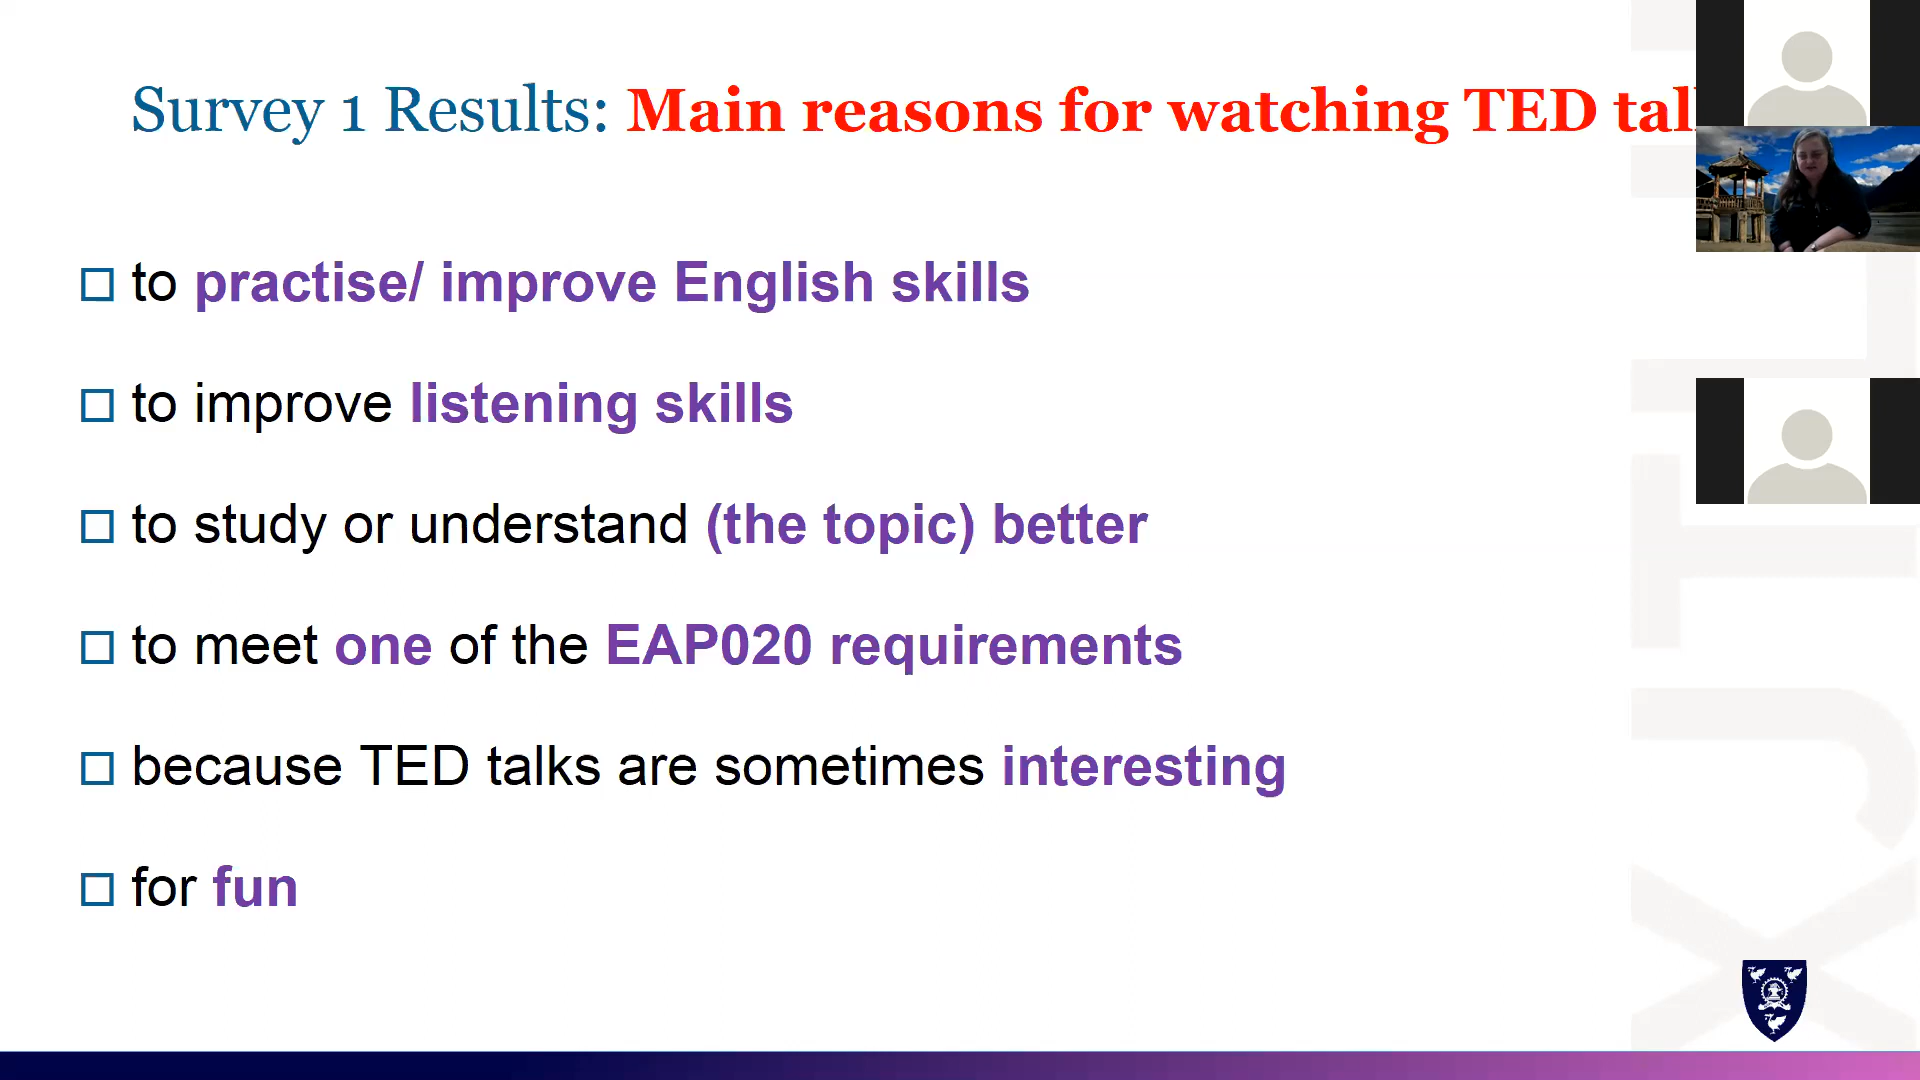 Survey 1 Results: Main reasons for watching TED tal
to practise/ improve English skills
to improve listening skills
to study or understand (the topic) better
to meet one of the EAP020 requirements
because TED talks are sometimes interesting
for fun
XJTLU